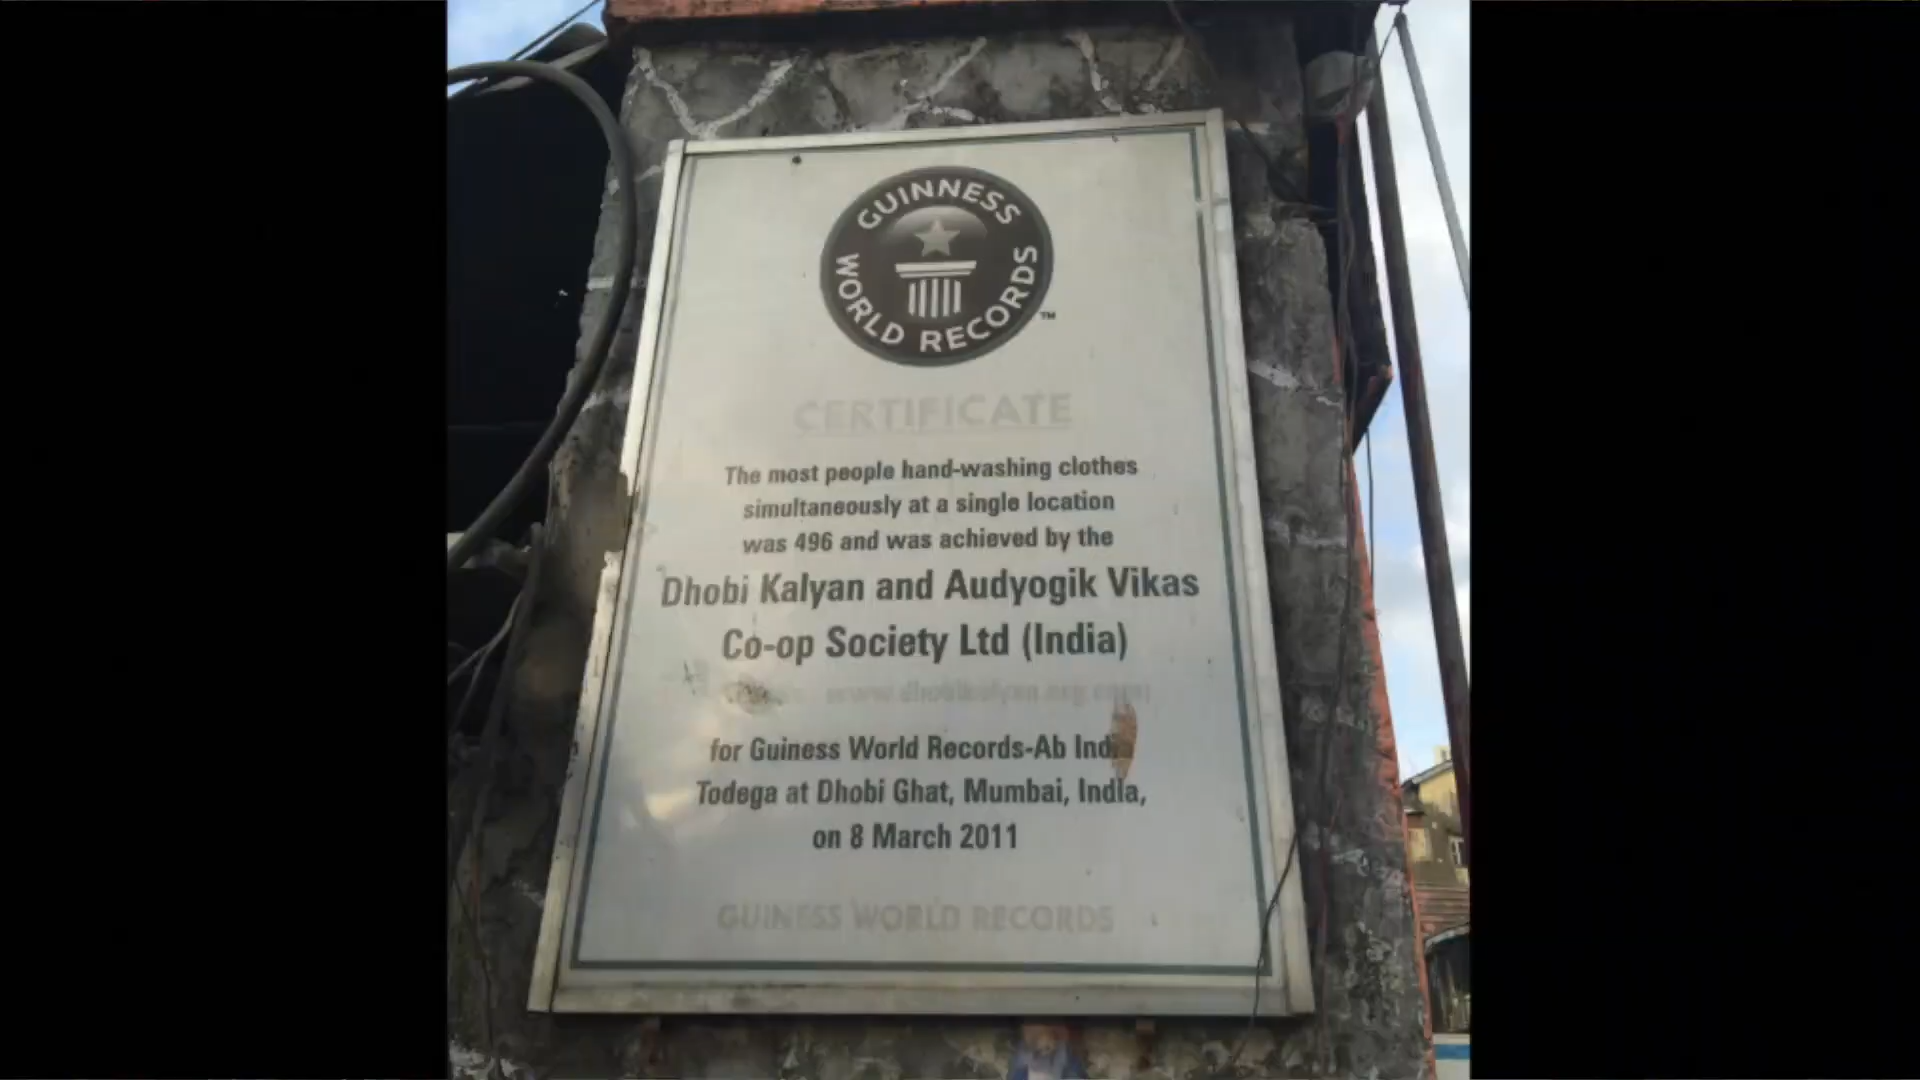 GUINNESS
WORLD RECORDS
TM
CERTIFICATE
The most people hand-washing clothes
simultaneously at a single location
was 496 and was achieved by the
Dhobi Kalyan and Audyogik Vikas
Co-op Society Ltd (India)
for Guiness World Records-Ab India
Todega at Dhobi Ghat, Mumbai, India,
on 8 March 2011
GUINESS WORLD RECORDS